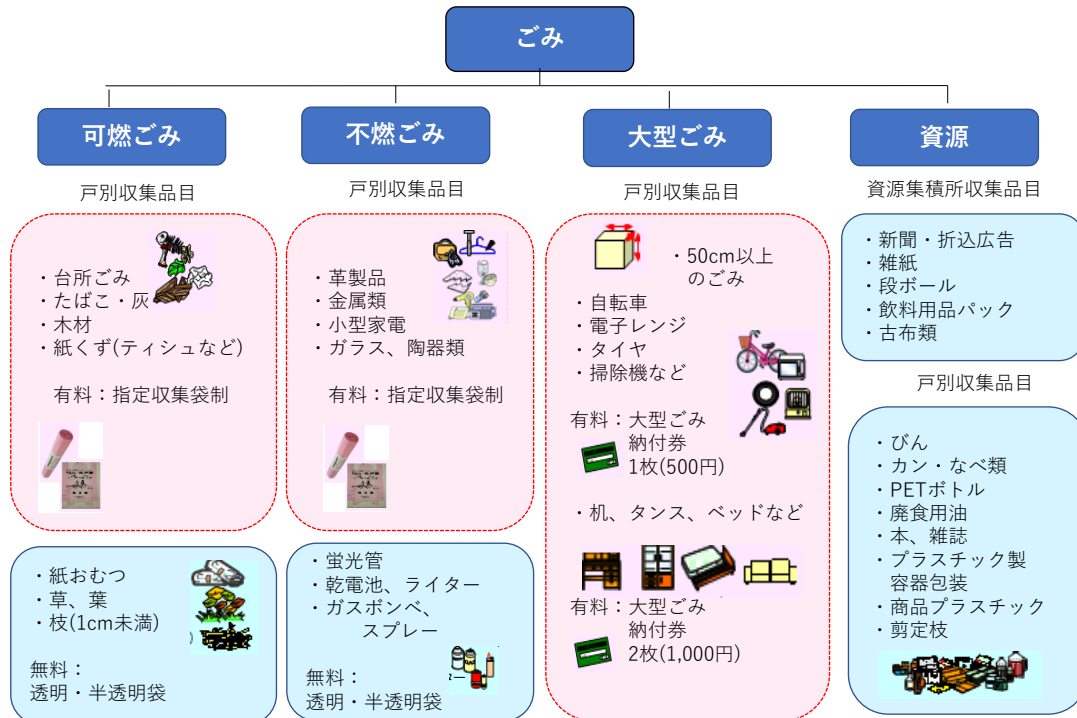 ごみ
可燃ごみ
戸別収集品目
・台所ごみ
・たばこ・灰
・木材
・紙くず(ティシュなど)
有料：指定収集袋制
・紙おむつ
・草、葉
・枝(1cm未満)
無料：
透明・半透明袋
不燃ごみ
戸別収集品目
・革製品
・金属類
・小型家電
・ガラス、陶器類
有料：指定収集袋制
・蛍光管
・乾電池、ライター
・ガスボンベ、
スプレー
無料：
透明・半透明袋
大型ごみ
戸別収集品目
・50cm以上
のごみ
・自転車
・電子レンジ
・タイヤ
・掃除機など
有料：大型ごみ
納付券
1枚(500円)
・机、タンス、ベッドなど
有料：大型ごみ
納付券
2枚(1,000円)
資源
資源集積所収集品目
・新聞・折込広告
・雑紙
・段ボール
・飲料用品パック
・古布類
戸別収集品目
・びん
・カン・なべ類
・PETボトル
・廃食用油
・本、雑誌
・プラスチック製
容器包装
・商品プラスチック
・剪定枝